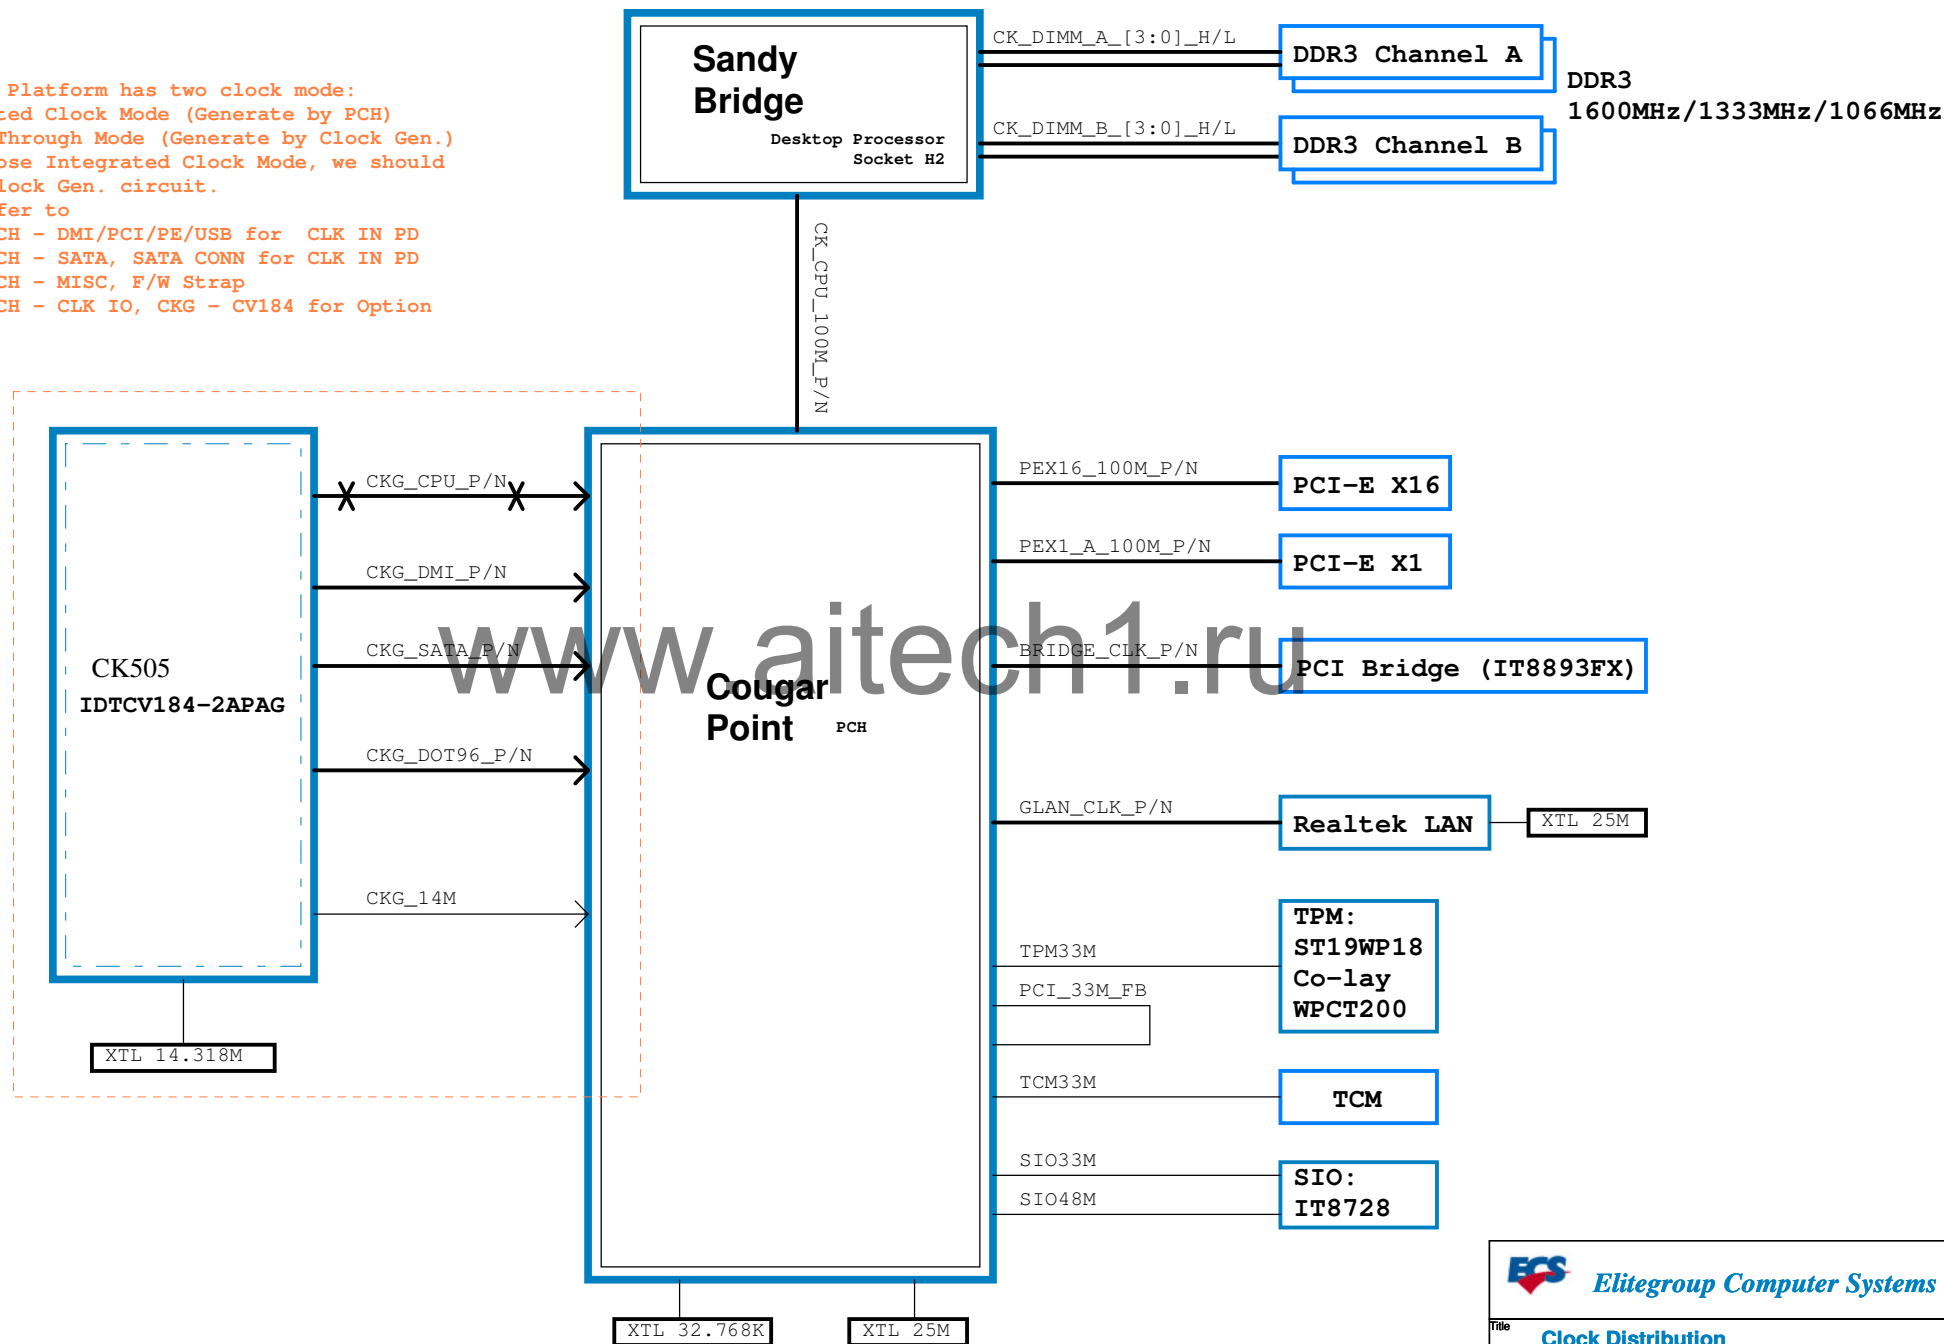 Platform has two clock mode:
ted Clock Mode (Generate by PCH)
Through Mode (Generate by Clock Gen.)
ose Integrated Clock Mode, we should
lock Gen. circuit.
fer to
CH - DMI/PCI/PE/USB for  CLK IN PD
CH - SATA, SATA CONN for CLK IN PD
CH - MISC, F/W Strap
CH - CLK IO, CKG - CV184 for Option
Sandy
Bridge
Desktop Processor
Socket H2
CK_DIMM_A_[3:0]_H/L
DDR3 Channel A
CK_DIMM_B_[3:0]_H/L
DDR3 Channel B
DDR3
1600MHz/1333MHz/1066MHz
CK_CPU_100M_P/N
CK505
IDTCV184-2APAG
XTL 14.318M
CKG_CPU_P/N
CKG_DMI_P/N
CKG_SATA_P/N
CKG_DOT96_P/N
CKG_14M
Cougar
Point
PCH
www.aitech1.ru
PEX16_100M_P/N
PCI-E X16
PEX1_A_100M_P/N
PCI-E X1
BRIDGE_CLK_P/N
PCI Bridge (IT8893FX)
GLAN_CLK_P/N
Realtek LAN
XTL 25M
TPM33M
TPM:
ST19WP18
Co-lay
WPCT200
PCI_33M_FB
TCM33M
TCM
SIO33M
SIO48M
SIO:
IT8728
XTL 32.768K
XTL 25M
ECS
Elitegroup Computer Systems
Title
Clock Distribution